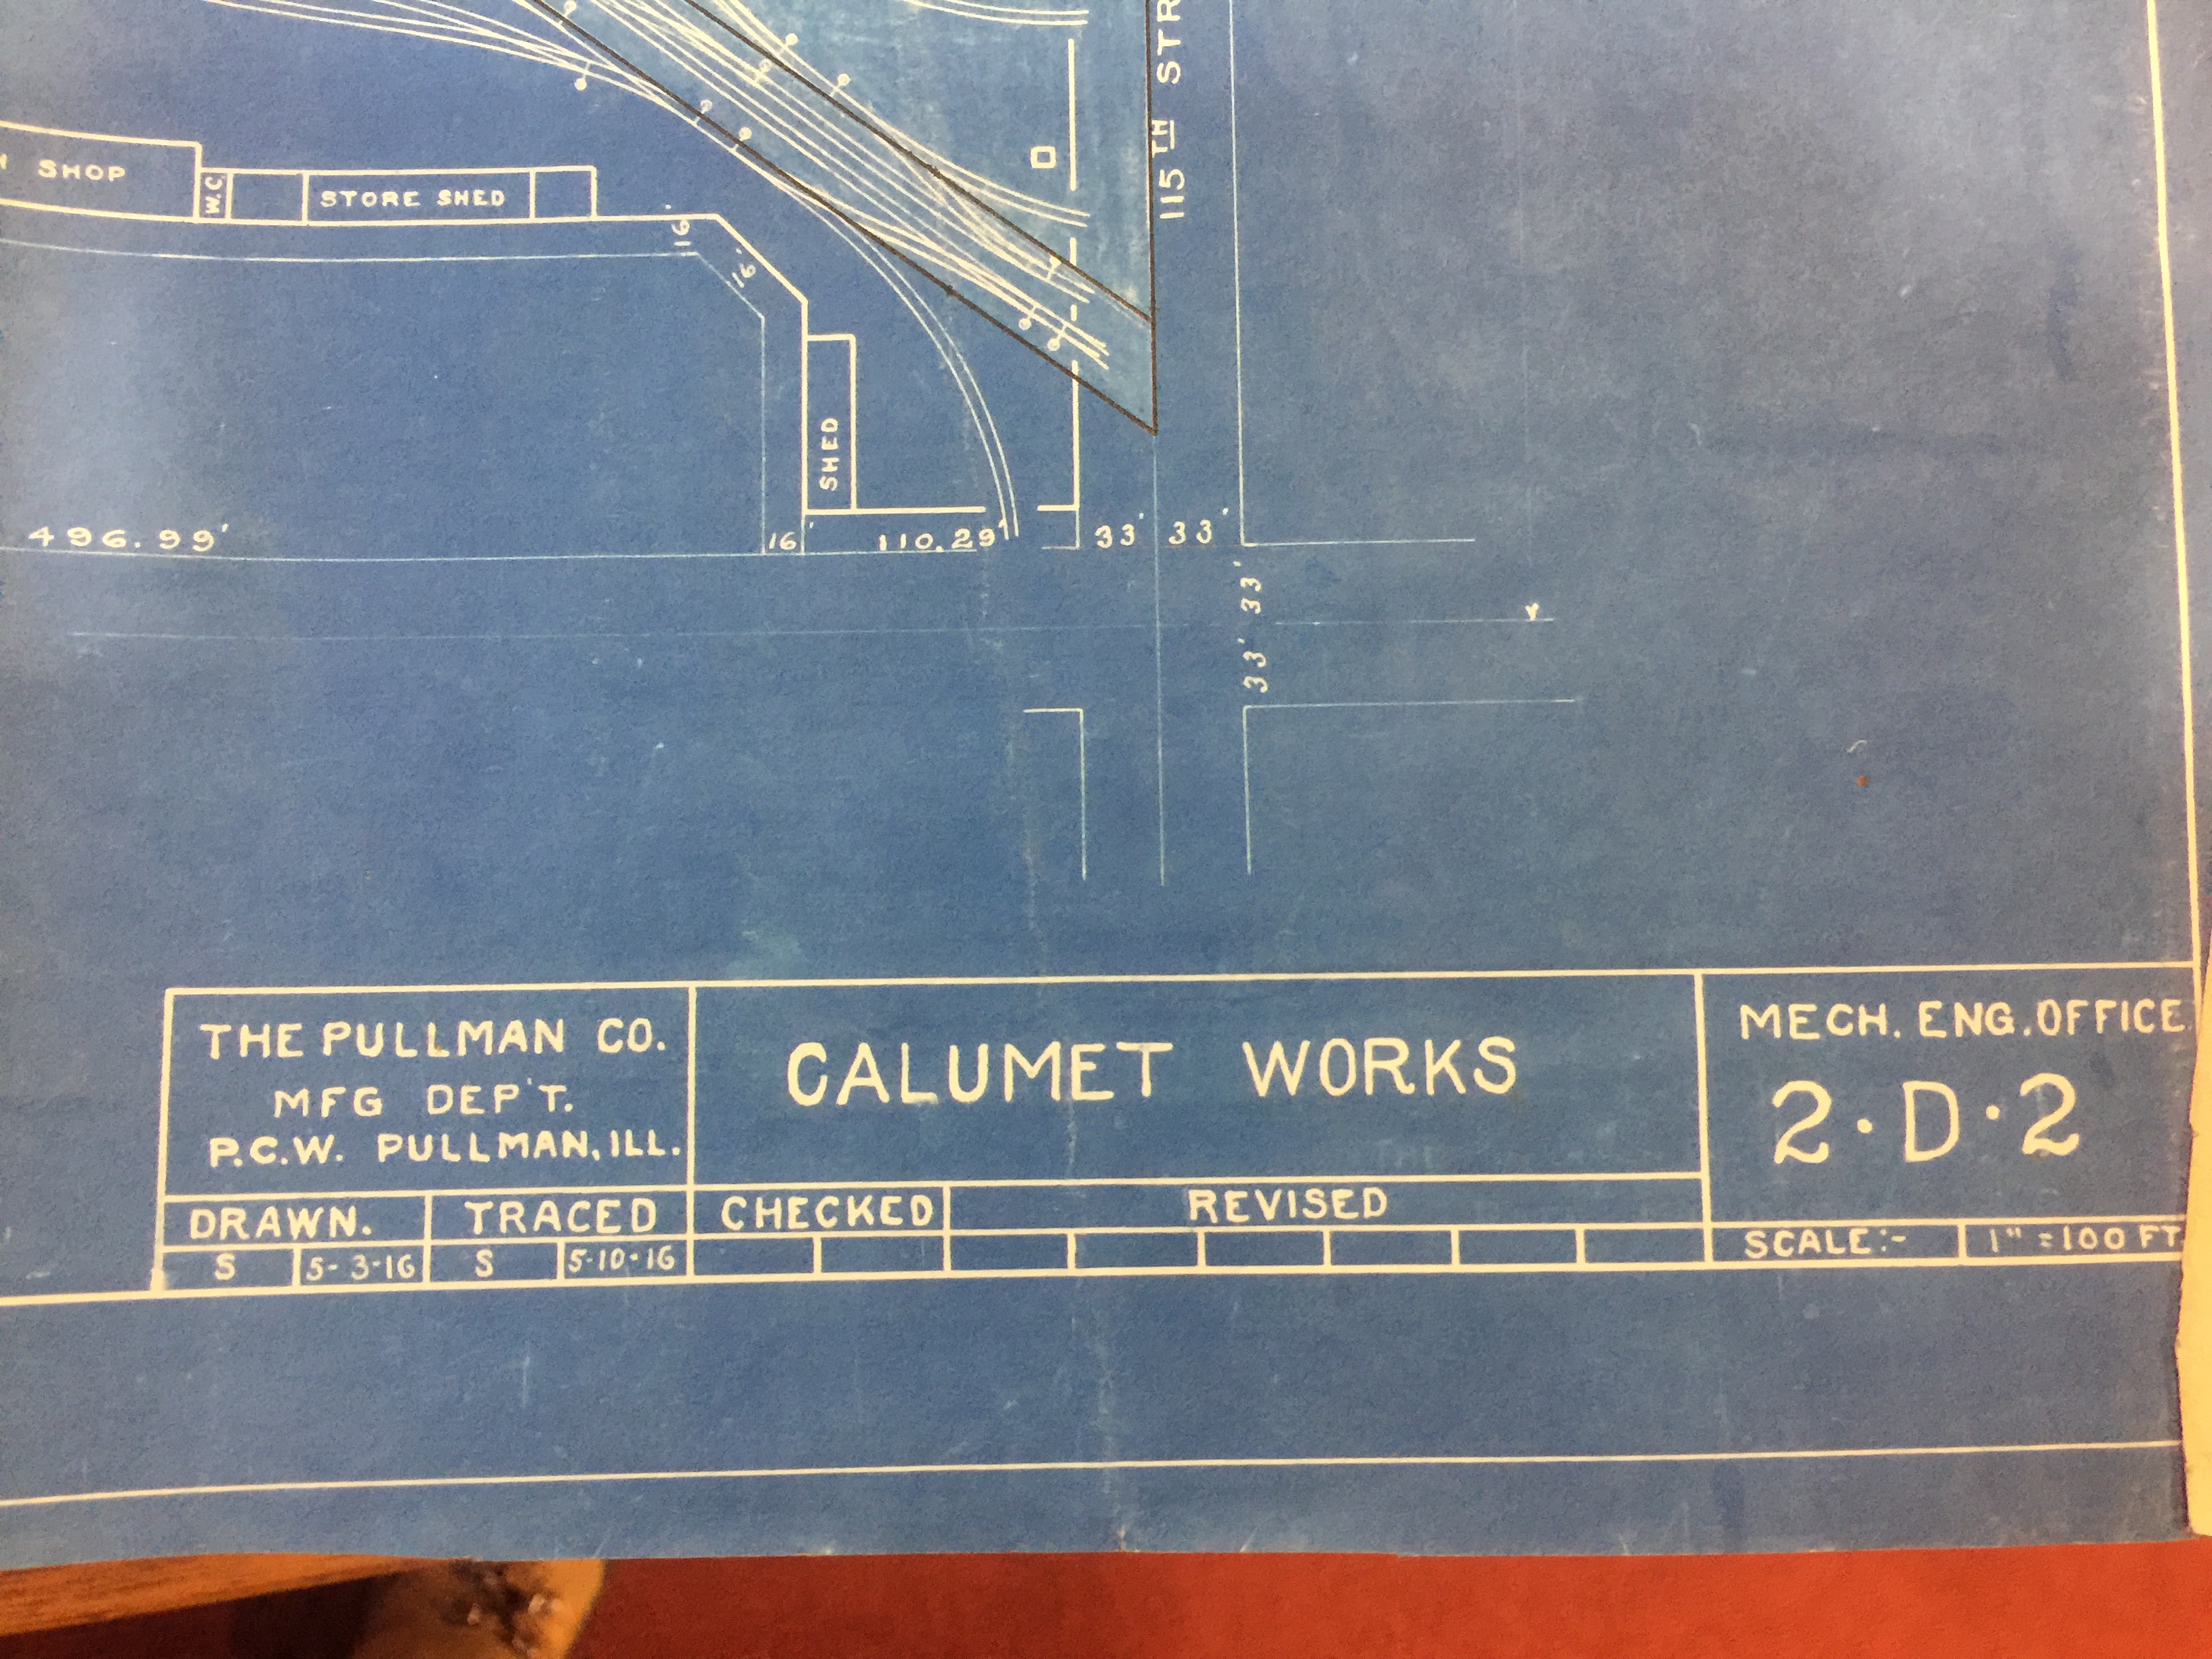 115TH STR
SHOP
W.C.
STORE SHED
16'
16'
SHED
496.99'
16'
110.29'
33'
33'
33'
33'
THE PULLMAN CO.
MFG DEP'T.
P.C.W. PULLMAN, ILL.
CALUMET WORKS
MECH. ENG. OFFICE
2·D·2
DRAWN.
TRACED
CHECKED
REVISED
SCALE:-
1" = 100 FT.
S
5-3-16
S
5-10-16